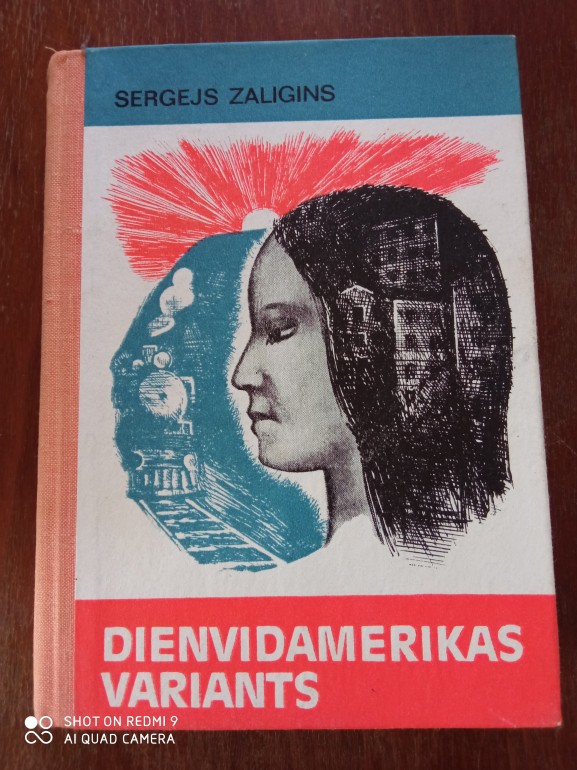 SERGEJS ZALIGINS
DIENVIDAMERIKAS
VARIANTS
SHOT ON REDMI 9
AI QUAD CAMERA